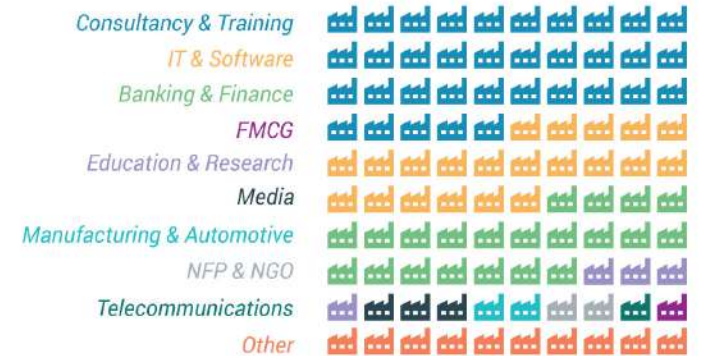 Consultancy & Training
IT & Software
Banking & Finance
FMCG
Education & Research
Media
Manufacturing & Automotive
NFP & NGO
Telecommunications
Other